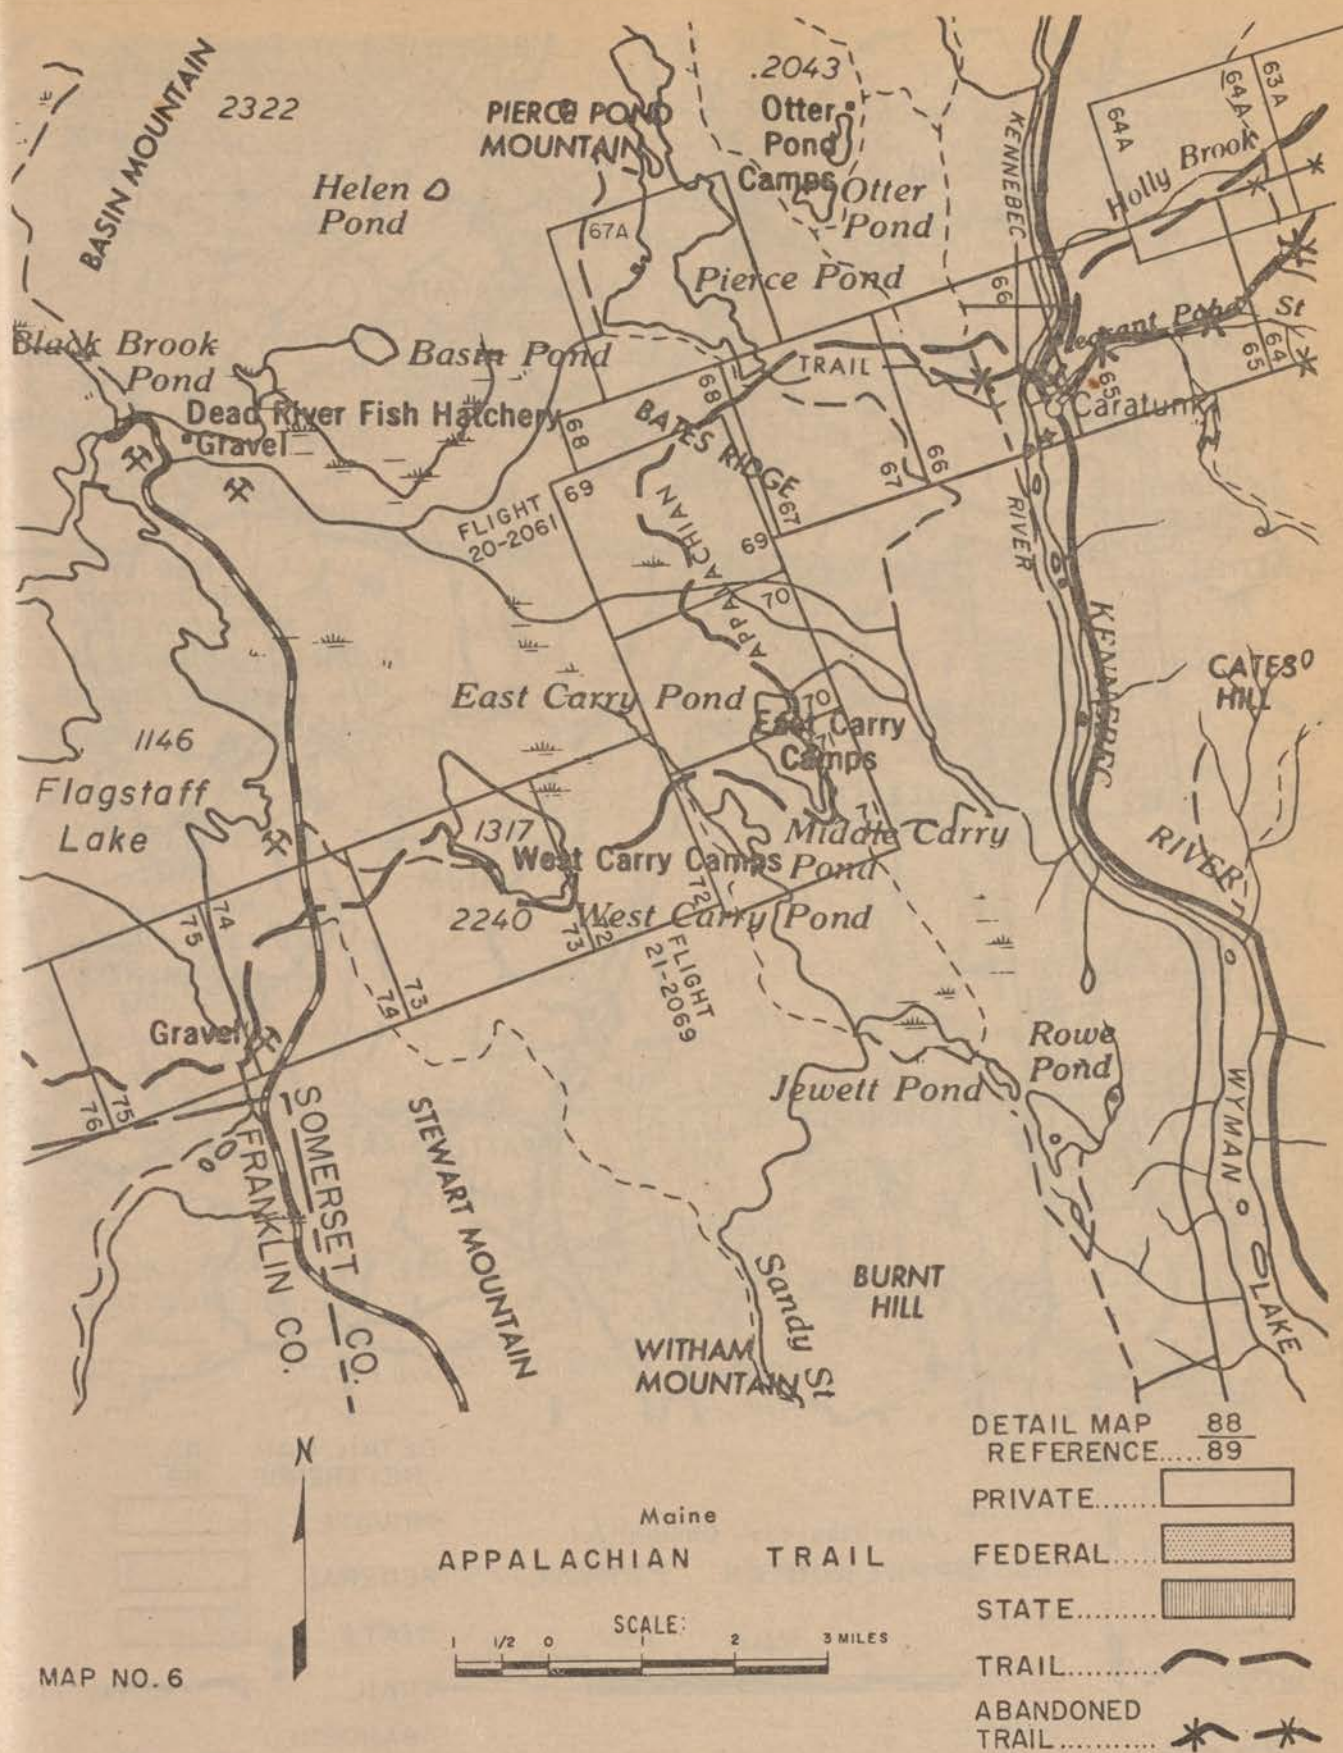 BASIN MOUNTAIN
2322
PIERCE POND
MOUNTAIN
.2043
Otter
Pond
Camps
Otter
Pond
Helen
Pond
67A
Pierce Pond
KENNEBEC
RIVER
63A
64A
64A
Holly Brook
66
Pleasant Pond St
64
65
65
Caratunk
Black Brook
Pond
Basin Pond
Dead River Fish Hatchery
Gravel
68
68
TRAIL
BATES RIDGE
66
67
67
69
69
FLIGHT
20-2061
APPALACHIAN
70
70
East Carry Pond
East Carry
Camps
71
71
KENNEBEC
RIVER
CATES
HILL
1146
Flagstaff
Lake
1317
West Carry Camps
Middle Carry
Pond
2240
West Carry Pond
72
72
73
73
74
74
75
75
76
FLIGHT
21-2069
Gravel
Rowe
Pond
Jewett Pond
WYMAN
LAKE
SOMERSET CO.
FRANKLIN CO.
STEWART MOUNTAIN
Sandy St
BURNT
HILL
WITHAM
MOUNTAIN
N
Maine
APPALACHIAN TRAIL
SCALE:
1 1/2 0 1 2 3 MILES
MAP NO. 6
DETAIL MAP 88
REFERENCE..... 89
PRIVATE.......
FEDERAL.....
STATE.........
TRAIL..........
ABANDONED
TRAIL...........